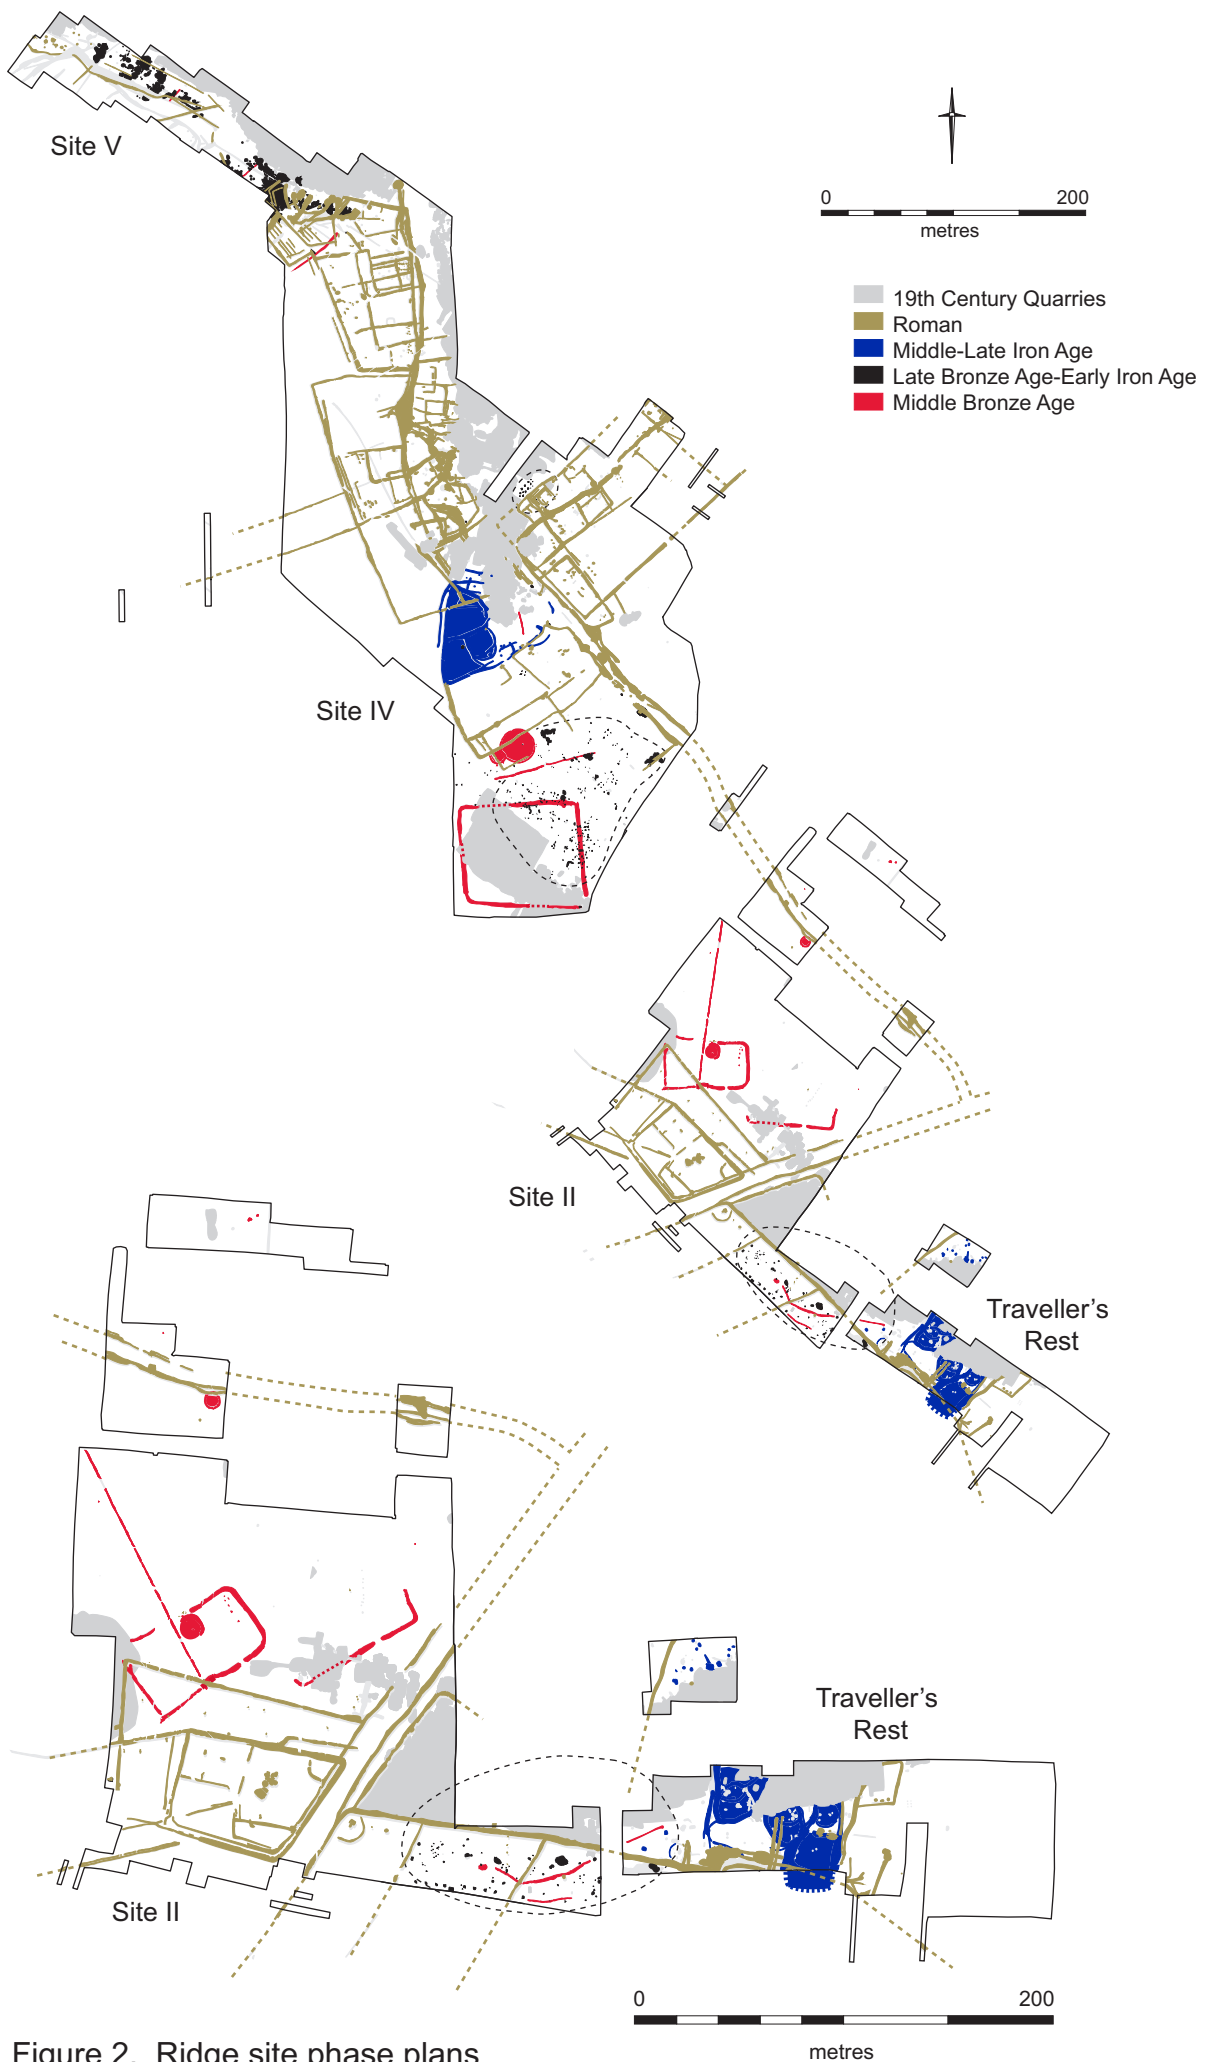 Site V
0 200
metres
19th Century Quarries
Roman
Middle-Late Iron Age
Late Bronze Age-Early Iron Age
Middle Bronze Age
Site IV
Site II
Traveller’s
Rest
Traveller’s
Rest
Site II
0 200
metres
Figure 2. Ridge site phase plans